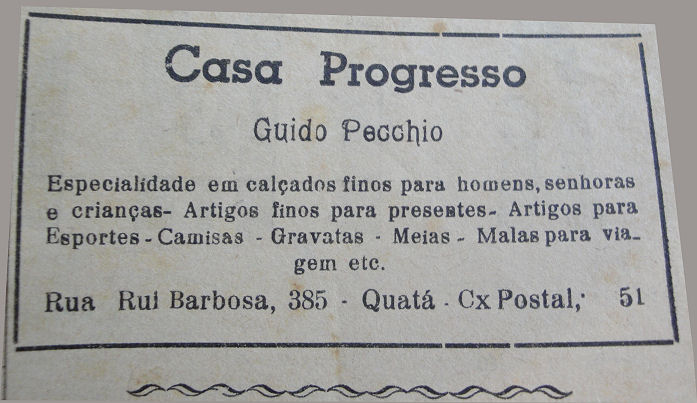 Casa Progresso
Guido Pecchio
Especialidade em calçados finos para homens, senhoras
e crianças- Artigos finos para presentes- Artigos para
Esportes - Camisas - Gravatas - Meias - Malas para via-
gem etc.
Rua Rui Barbosa, 385 - Quatá - Cx Postal, 51